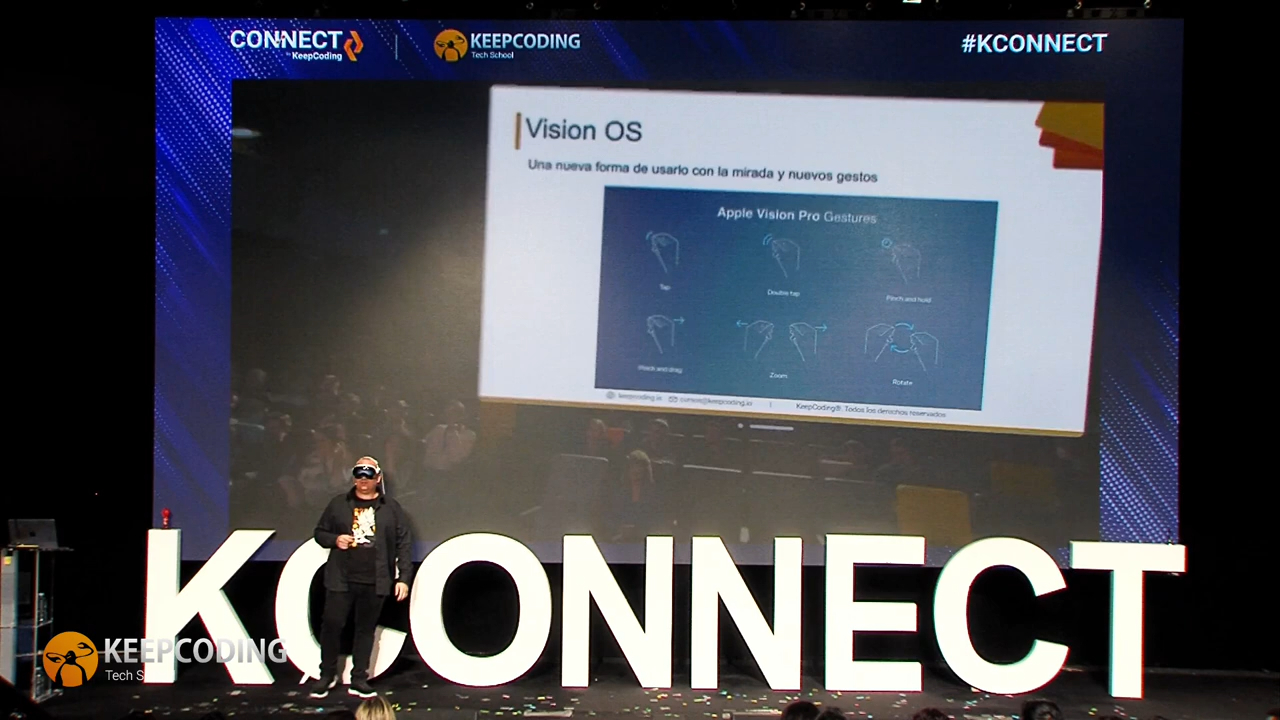 CONNECT
by KeepCoding
KEEPCODING
Tech School
#KCONNECT
Vision OS
Una nueva forma de usarlo con la mirada y nuevos gestos
Apple Vision Pro Gestures
Tap
Double tap
Pinch and hold
Pinch and drag
Zoom
Rotate
keepcoding.io
cursos@keepcoding.io
|
KeepCoding®. Todos los derechos reservados
KCONNECT
KEEPCODING
Tech S